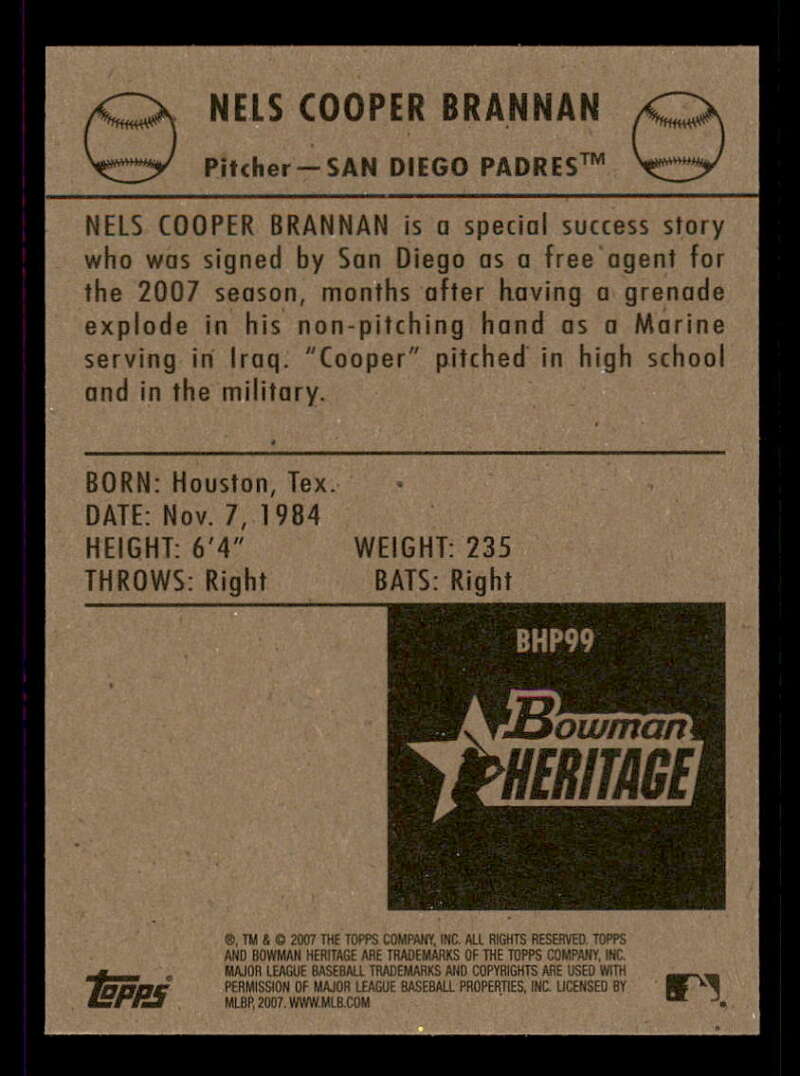 NELS COOPER BRANNAN
Pitcher—SAN DIEGO PADRES™
NELS COOPER BRANNAN is a special success story
who was signed by San Diego as a free agent for
the 2007 season, months after having a grenade
explode in his non-pitching hand as a Marine
serving in Iraq. "Cooper" pitched in high school
and in the military.
BORN: Houston, Tex.
DATE: Nov. 7, 1984
HEIGHT: 6'4" WEIGHT: 235
THROWS: Right BATS: Right
BHP99
Bowman
HERITAGE
®, TM & © 2007 THE TOPPS COMPANY, INC. ALL RIGHTS RESERVED. TOPPS
AND BOWMAN HERITAGE ARE TRADEMARKS OF THE TOPPS COMPANY, INC.
MAJOR LEAGUE BASEBALL TRADEMARKS AND COPYRIGHTS ARE USED WITH
PERMISSION OF MAJOR LEAGUE BASEBALL PROPERTIES, INC. LICENSED BY
MLBP, 2007. WWW.MLB.COM
Topps®